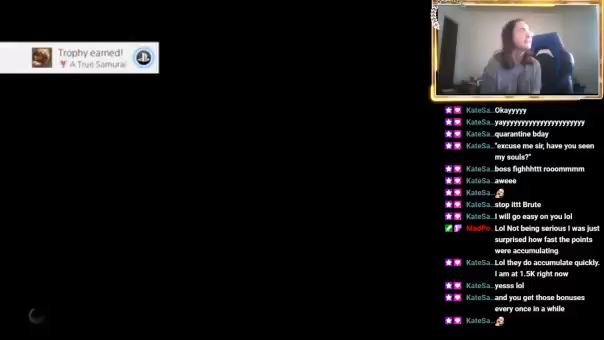 Trophy earned!
A True Samurai
KateSa.. Okayyyyy
KateSa.. yayyyyyyyyyyyyyyyyyyyyyyy
KateSa.. quarantine bday
KateSa.. "excuse me sir, have you seen
my souls?"
KateSa.. boss fighhhttt rooommmm
KateSa.. aweee
KateSa..
KateSa.. stop ittt Brute
KateSa.. I will go easy on you lol
MadPo.. Lol Not being serious I was just
surprised how fast the points
were accumulating
KateSa.. Lol they do accumulate quickly.
I am at 1.5K right now
KateSa.. yesss lol
KateSa.. and you get those bonuses
every once in a while
KateSa..